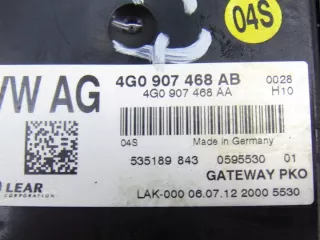 04S
VW AG
4G0 907 468 AB 0028
4G0 907 468 AA H10
04S Made in Germany
535189 843 0595530 01
GATEWAY PKO
LEAR
CORPORATION
LAK-000 06.07.12 2000 5530